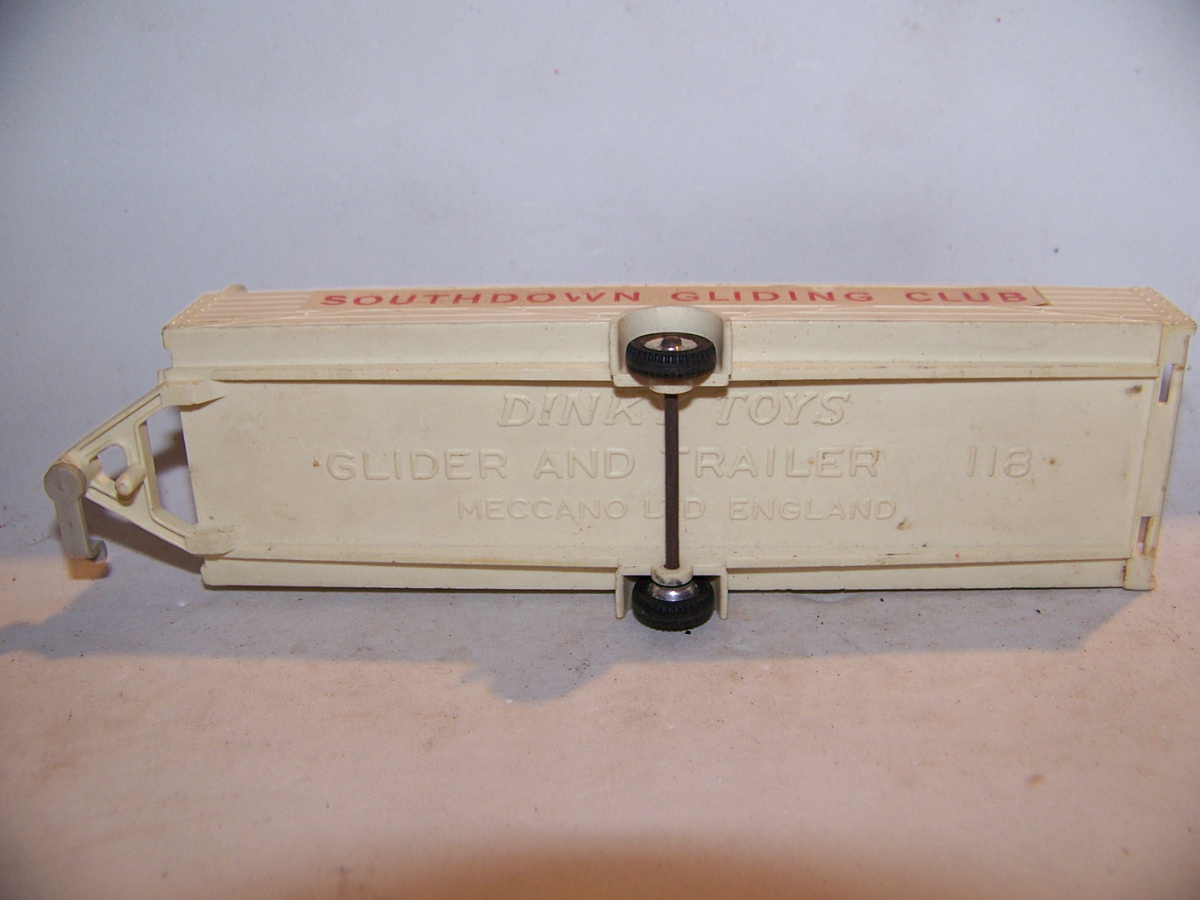 SOUTHDOWN GLIDING CLUB
DINKY TOYS
GLIDER AND TRAILER 118
MECCANO LTD ENGLAND